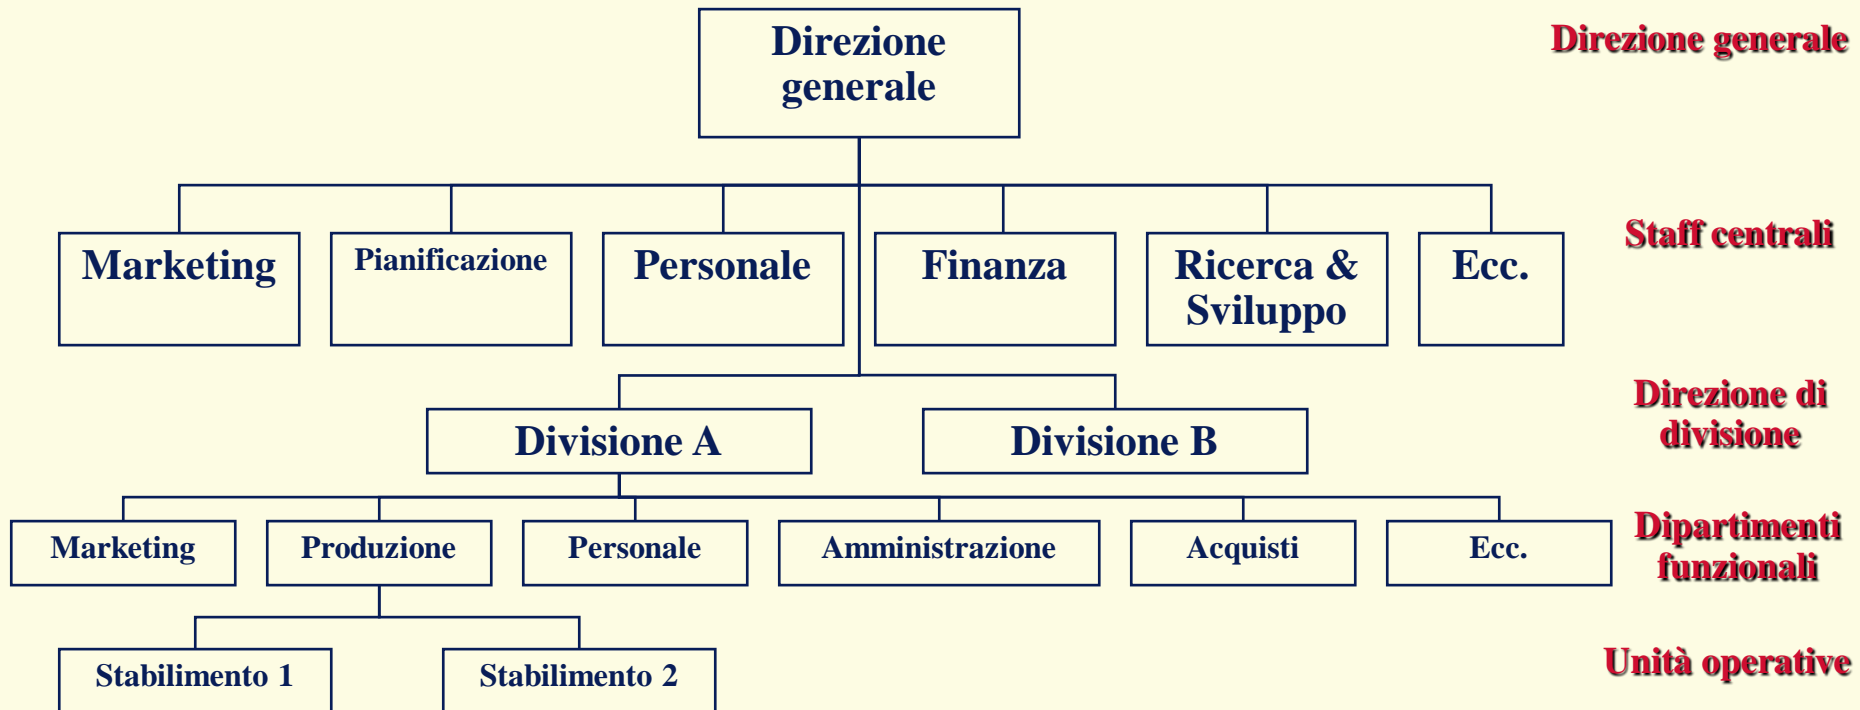 Direzione
generale
Direzione generale
Marketing
Pianificazione
Personale
Finanza
Ricerca &
Sviluppo
Ecc.
Staff centrali
Divisione A
Divisione B
Direzione di
divisione
Marketing
Produzione
Personale
Amministrazione
Acquisti
Ecc.
Dipartimenti
funzionali
Stabilimento 1
Stabilimento 2
Unità operative